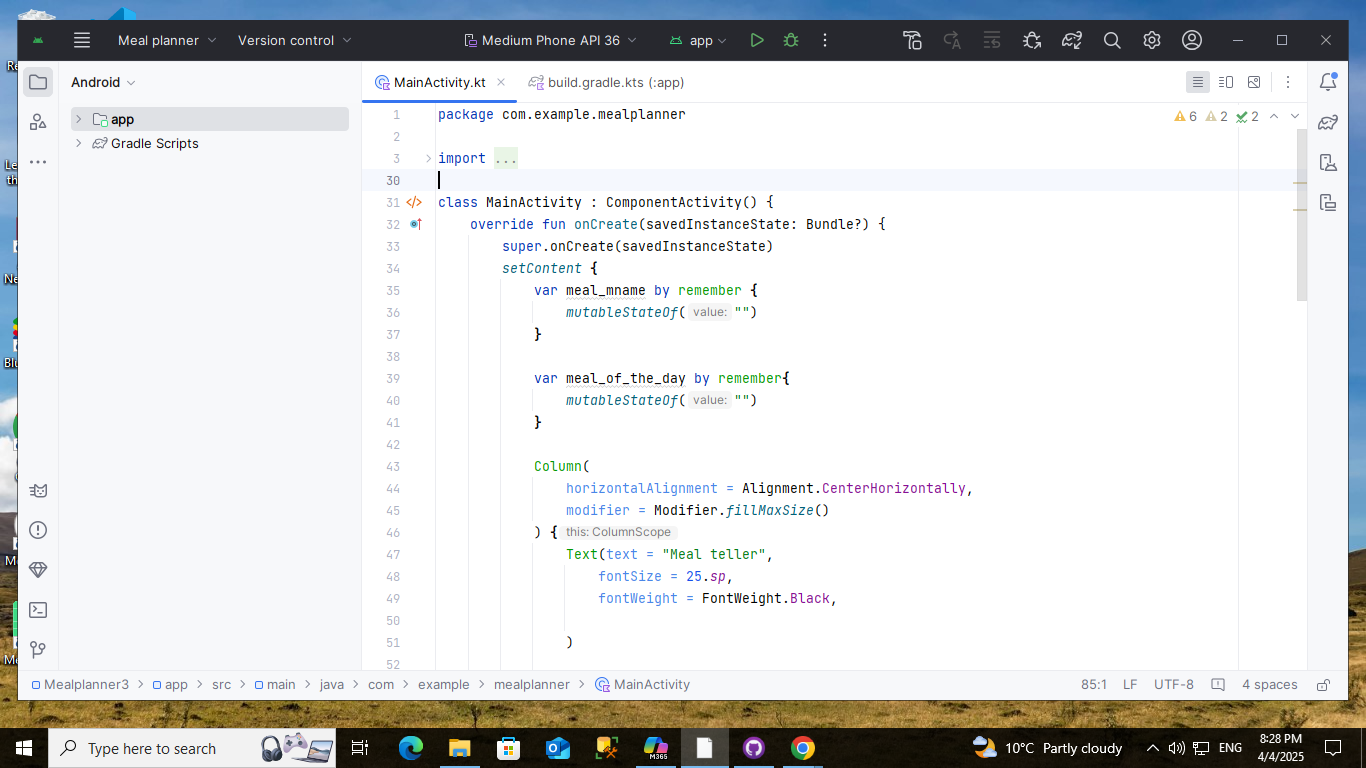 Meal planner
Version control
Medium Phone API 36
app
Android
MainActivity.kt
build.gradle.kts (:app)
app
Gradle Scripts
6
2
2
1 package com.example.mealplanner
2
3 import ...
30
31 class MainActivity : ComponentActivity() {
32 override fun onCreate(savedInstanceState: Bundle?) {
33 super.onCreate(savedInstanceState)
34 setContent {
35 var meal_mname by remember {
36 mutableStateOf( value: "")
37 }
38
39 var meal_of_the_day by remember{
40 mutableStateOf( value: "")
41 }
42
43 Column(
44 horizontalAlignment = Alignment.CenterHorizontally,
45 modifier = Modifier.fillMaxSize()
46 ) { this: ColumnScope
47 Text(text = "Meal teller",
48 fontSize = 25.sp,
49 fontWeight = FontWeight.Black,
50
51 )
52
Mealplanner3 > app > src > main > java > com > example > mealplanner > MainActivity
85:1
LF
UTF-8
4 spaces
Type here to search
M365
10°C Partly cloudy
ENG
8:28 PM
4/4/2025